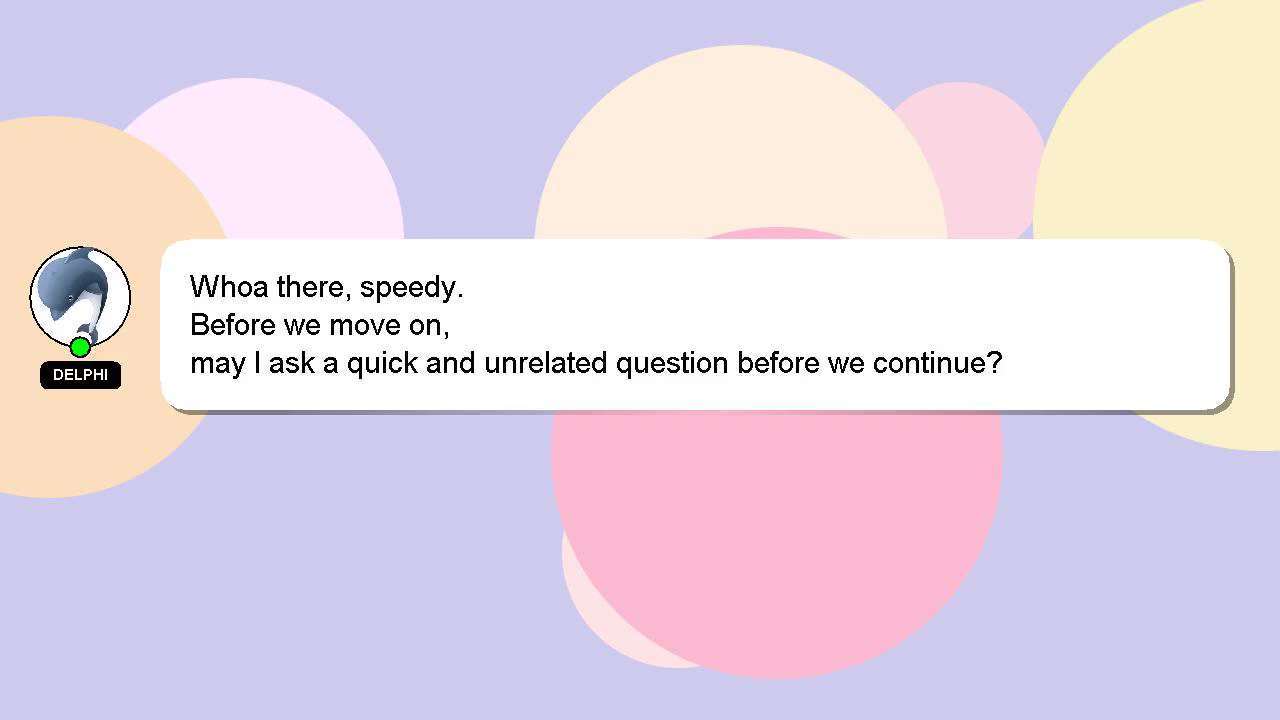 Whoa there, speedy.
Before we move on,
may I ask a quick and unrelated question before we continue?
DELPHI